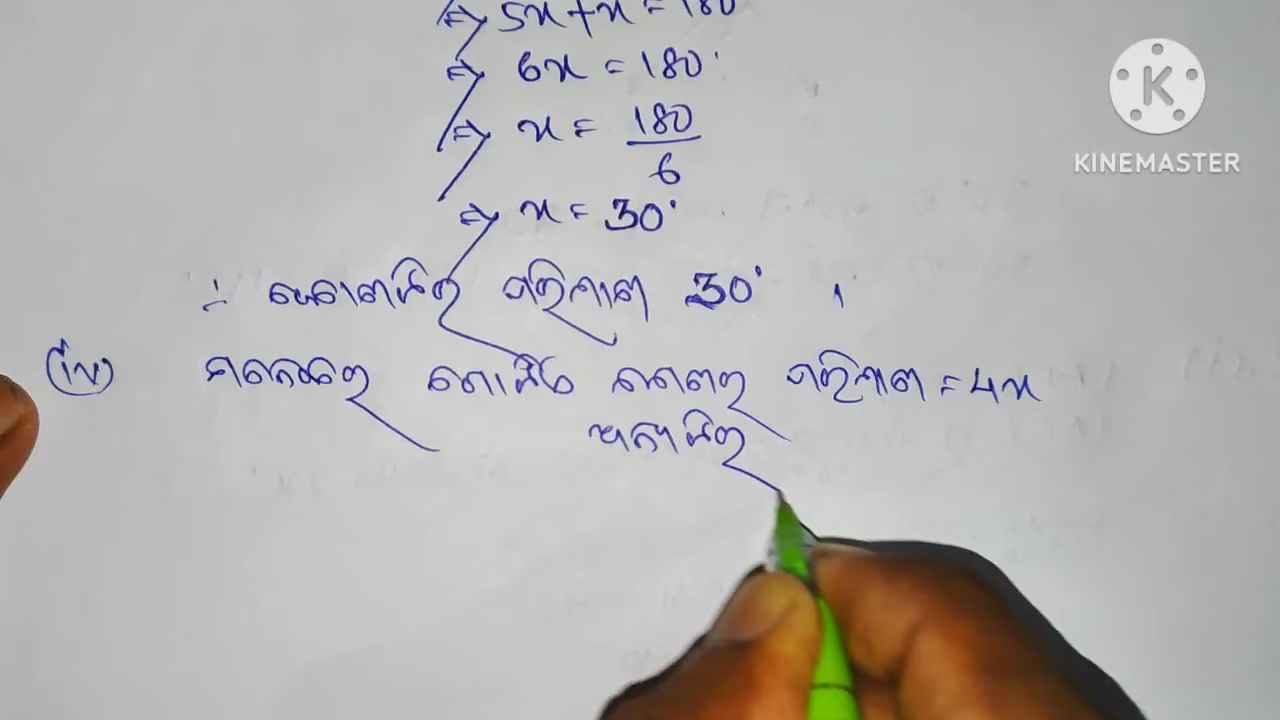 ⇒ 5x + x = 180
⇒ 6x = 180°
⇒ x = 180/6
⇒ x = 30°
∴ କୋଣଟିର ପରିମାଣ 30° ।
(iv) ମନେକର ଗୋଟିଏ କୋଣର ପରିମାଣ = 4x
ଅନ୍ୟଟିର
K
KINEMASTER